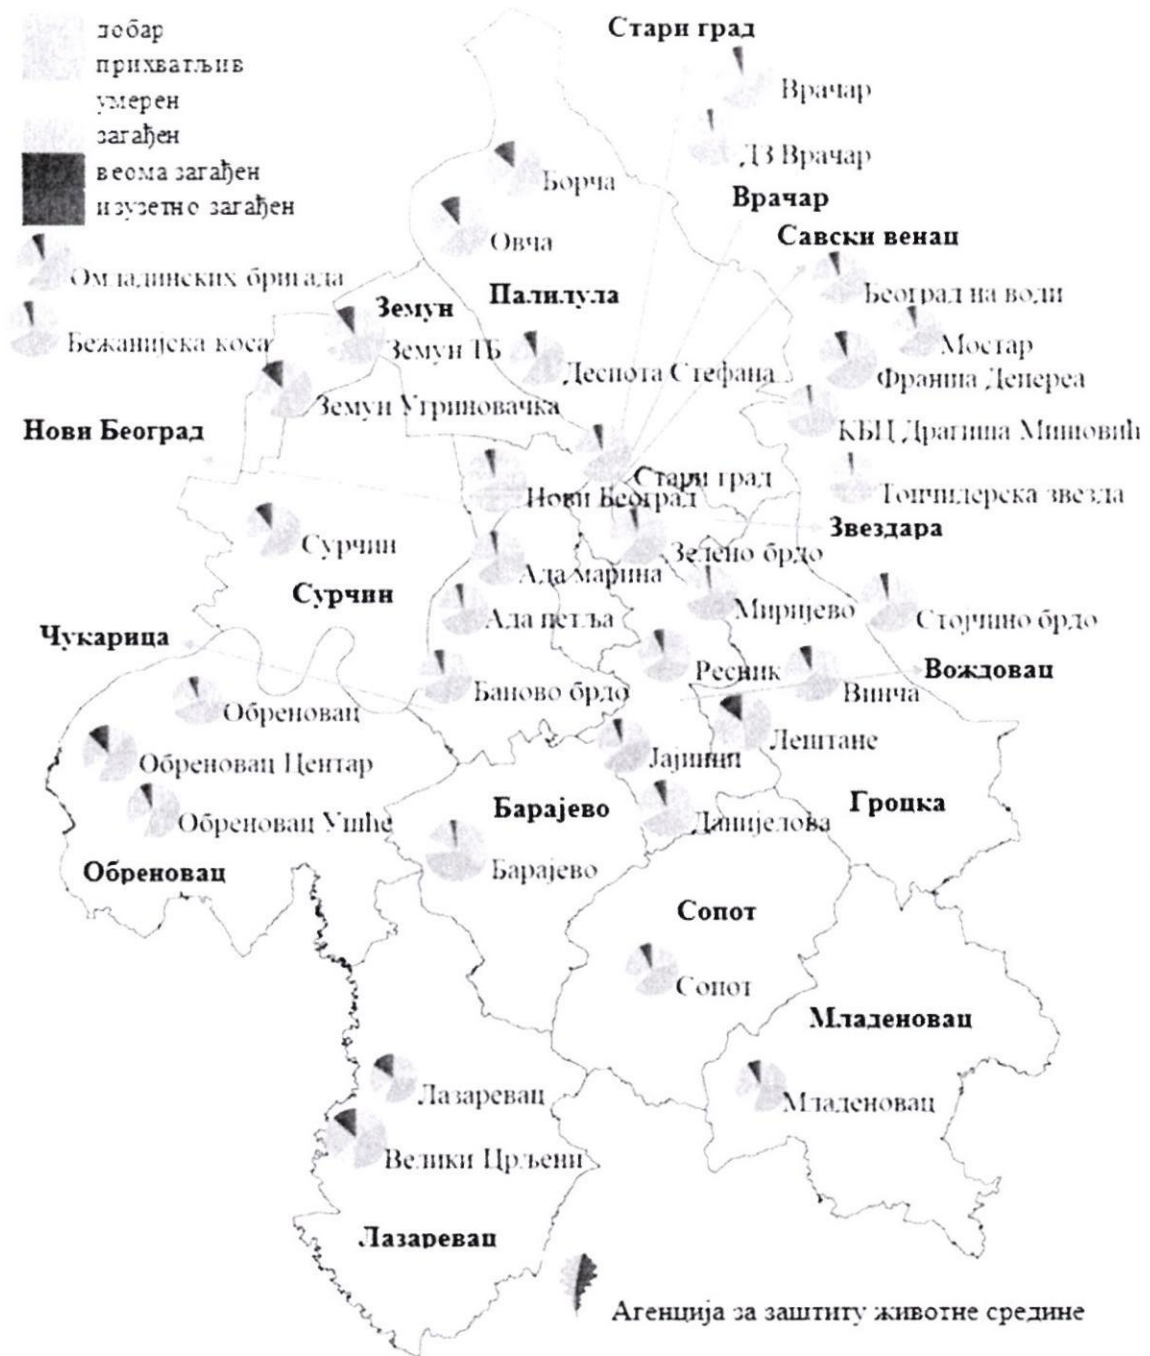 добар
прихватљив
умерен
загађен
веома загађен
изузетно загађен
Стари град
Врачар
ДЗ Врачар
Врачар
Савски венац
Борча
Овча
Омладинских бригада
Београд на води
Палилула
Земун
Мостар
Бежанијска коса
Земун ТБ
Деспота Стефана
Франша Депереа
Земун Угриновачка
КБЦ Драгиша Мишовић
Нови Београд
Стари град
Нови Београд
Топчидерска звезда
Звездара
Сурчин
Зелено брдо
Ада марина
Сурчин
Миријево
Ада петља
Стојчино брдо
Чукарица
Ресник
Вождовац
Баново брдо
Винча
Обреновац
Лештане
Јајинци
Обреновац Центар
Гроцка
Барајево
Данијелова
Обреновац Ушће
Барајево
Обреновац
Сопот
Сопот
Младеновац
Лазаревац
Младеновац
Велики Црљени
Лазаревац
Агенција за заштиту животне средине